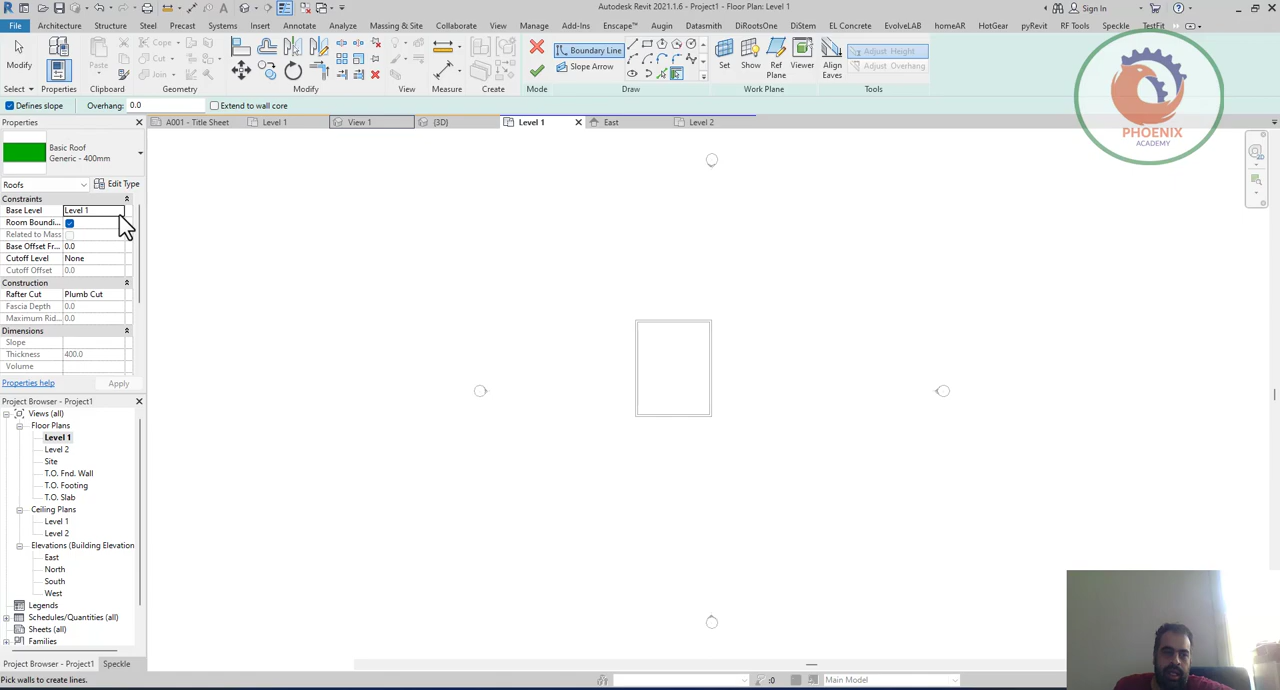 Autodesk Revit 2021.1.6 - Project1 - Floor Plan: Level 1
Sign In
File Architecture Structure Steel Precast Systems Insert Annotate Analyze Massing & Site Collaborate View Manage Add-Ins Enscape™ Augin Datasmith DiRootsOne DiStem EL Concrete EvolveLAB homeAR HotGear pyRevit RF Tools Speckle TestFit
Modify
Paste
Cope
Cut
Join
Boundary Line
Slope Arrow
Set
Show
Ref Plane
Viewer
Align Eaves
Adjust Height
Adjust Overhang
Select Properties Clipboard Geometry Modify View Measure Create Mode Draw Work Plane Tools
Defines slope Overhang: 0.0 Extend to wall core
Properties
A001 - Title Sheet Level 1 View 1 {3D} Level 1 East Level 2
PHOENIX
ACADEMY
Basic Roof
Generic - 400mm
Roofs Edit Type
Constraints
Base Level Level 1
Room Boundi...
Related to Mass
Base Offset Fr... 0.0
Cutoff Level None
Cutoff Offset 0.0
Construction
Rafter Cut Plumb Cut
Fascia Depth 0.0
Maximum Rid... 0.0
Dimensions
Slope
Thickness 400.0
Volume
Properties help Apply
Project Browser - Project1
Views (all)
Floor Plans
Level 1
Level 2
Site
T.O. Fnd. Wall
T.O. Footing
T.O. Slab
Ceiling Plans
Level 1
Level 2
Elevations (Building Elevation
East
North
South
West
Legends
Schedules/Quantities (all)
Sheets (all)
Families
Project Browser - Project1 Speckle
Pick walls to create lines.
:0 Main Model